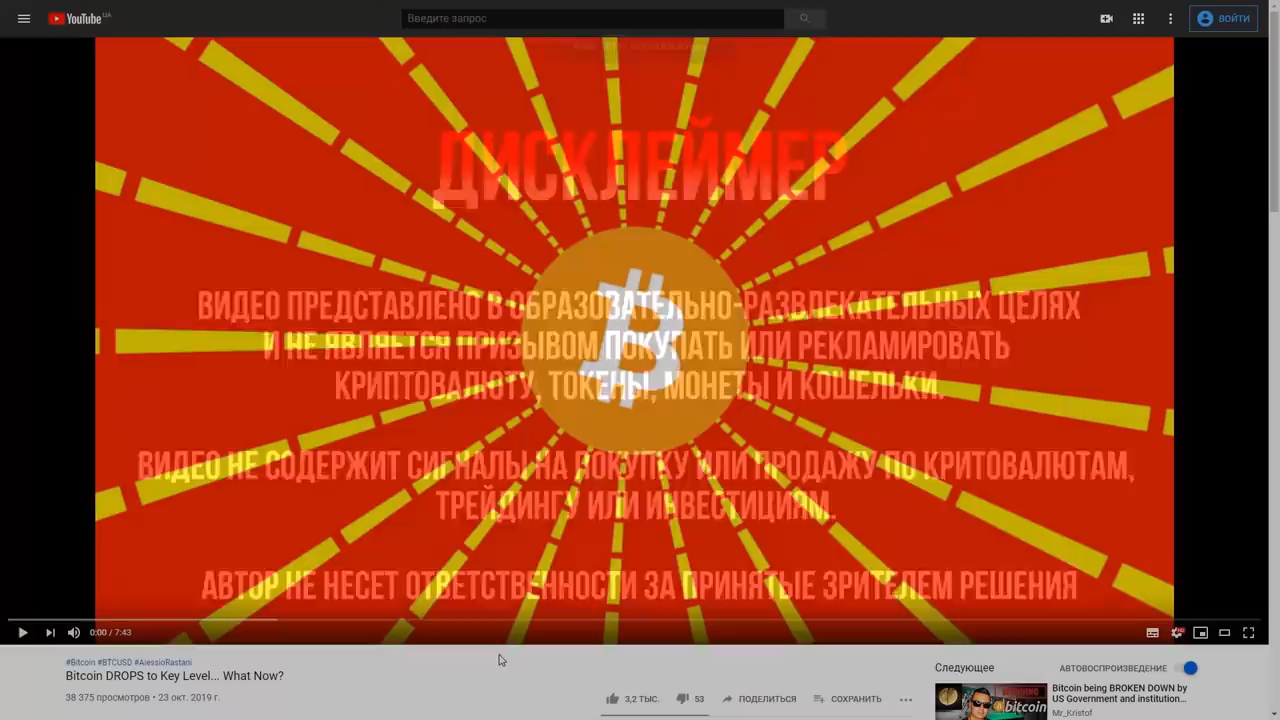 YouTube UA
Введите запрос
ВОЙТИ
ДИСКЛЕЙМЕР
ВИДЕО ПРЕДСТАВЛЕНО В ОБРАЗОВАТЕЛЬНО-РАЗВЛЕКАТЕЛЬНЫХ ЦЕЛЯХ
И НЕ ЯВЛЯЕТСЯ ПРИЗЫВОМ ПОКУПАТЬ ИЛИ РЕКЛАМИРОВАТЬ
КРИПТОВАЛЮТУ, ТОКЕНЫ, МОНЕТЫ И КОШЕЛЬКИ.
ВИДЕО НЕ СОДЕРЖИТ СИГНАЛЫ НА ПОКУПКУ ИЛИ ПРОДАЖУ ПО КРИТОВАЛЮТАМ,
ТРЕЙДИНГУ ИЛИ ИНВЕСТИЦИЯМ.
АВТОР НЕ НЕСЕТ ОТВЕТСТВЕННОСТИ ЗА ПРИНЯТЫЕ ЗРИТЕЛЕМ РЕШЕНИЯ
0:00 / 7:43
HD
#Bitcoin #BTCUSD #AlessioRastani
Bitcoin DROPS to Key Level... What Now?
38 375 просмотров • 23 окт. 2019 г.
3,2 ТЫС.
53
ПОДЕЛИТЬСЯ
СОХРАНИТЬ
Следующее
АВТОВОСПРОИЗВЕДЕНИЕ
Bitcoin being BROKEN DOWN by
US Government and institution...
Mr_Kristof
bitcoin